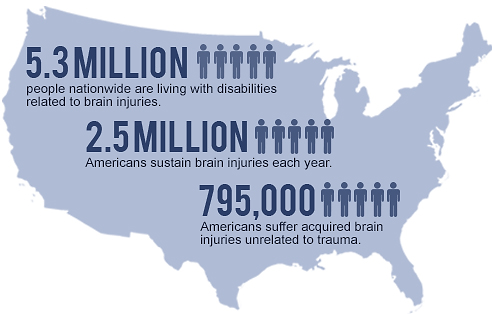 5.3 MILLION
people nationwide are living with disabilities
related to brain injuries.
2.5 MILLION
Americans sustain brain injuries each year.
795,000
Americans suffer acquired brain
injuries unrelated to trauma.